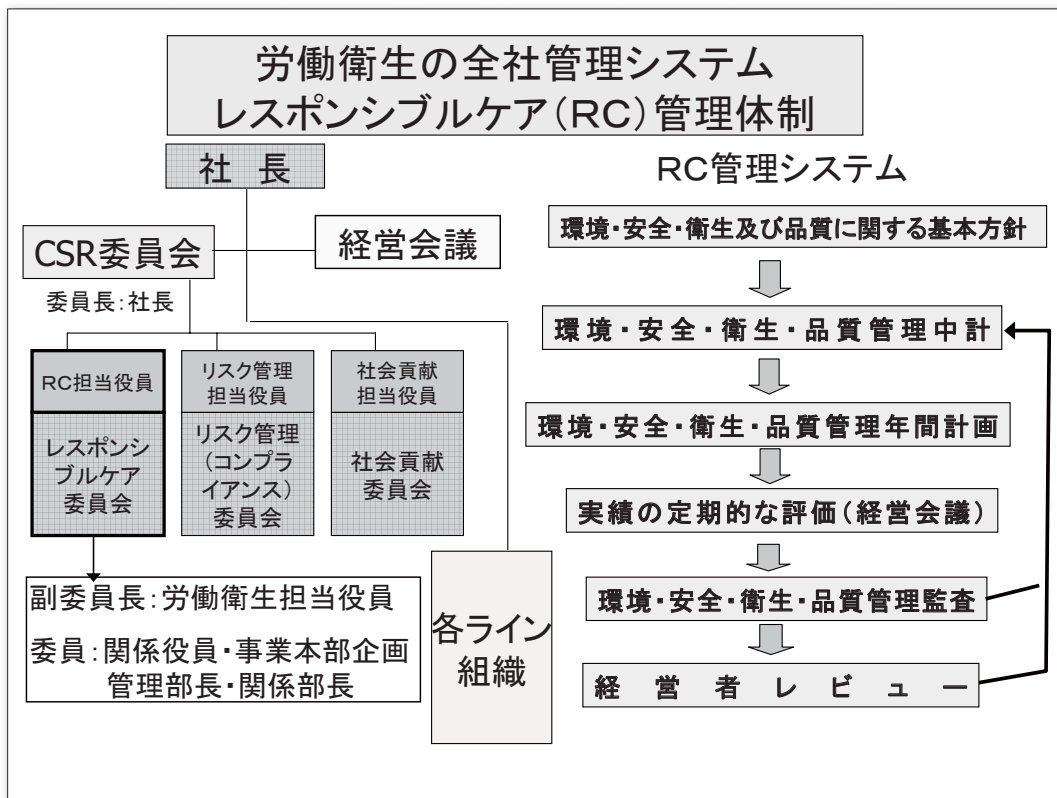 労働衛生の全社管理システム
レスポンシブルケア(RC)管理体制
社 長
CSR委員会
経営会議
委員長:社長
RC担当役員
レスポンシ
ブルケア
委員会
リスク管理
担当役員
リスク管理
(コンプラ
イアンス)
委員会
社会貢献
担当役員
社会貢献
委員会
副委員長:労働衛生担当役員
委員:関係役員・事業本部企画
管理部長・関係部長
各ライン
組織
RC管理システム
環境・安全・衛生及び品質に関する基本方針
環境・安全・衛生・品質管理中計
環境・安全・衛生・品質管理年間計画
実績の定期的な評価(経営会議)
環境・安全・衛生・品質管理監査
経営者レビュー